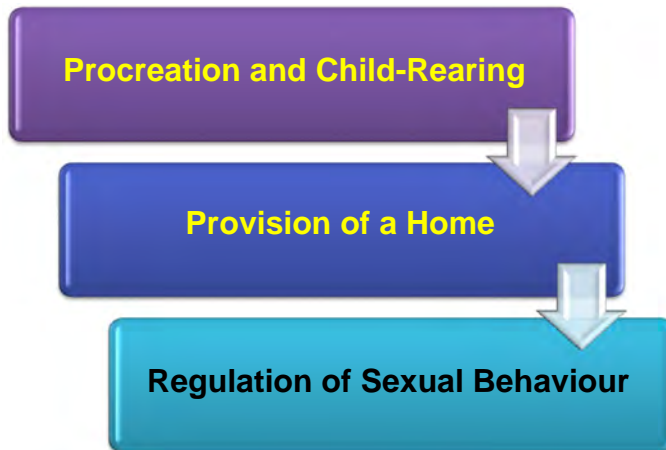 Procreation and Child-Rearing
Provision of a Home
Regulation of Sexual Behaviour